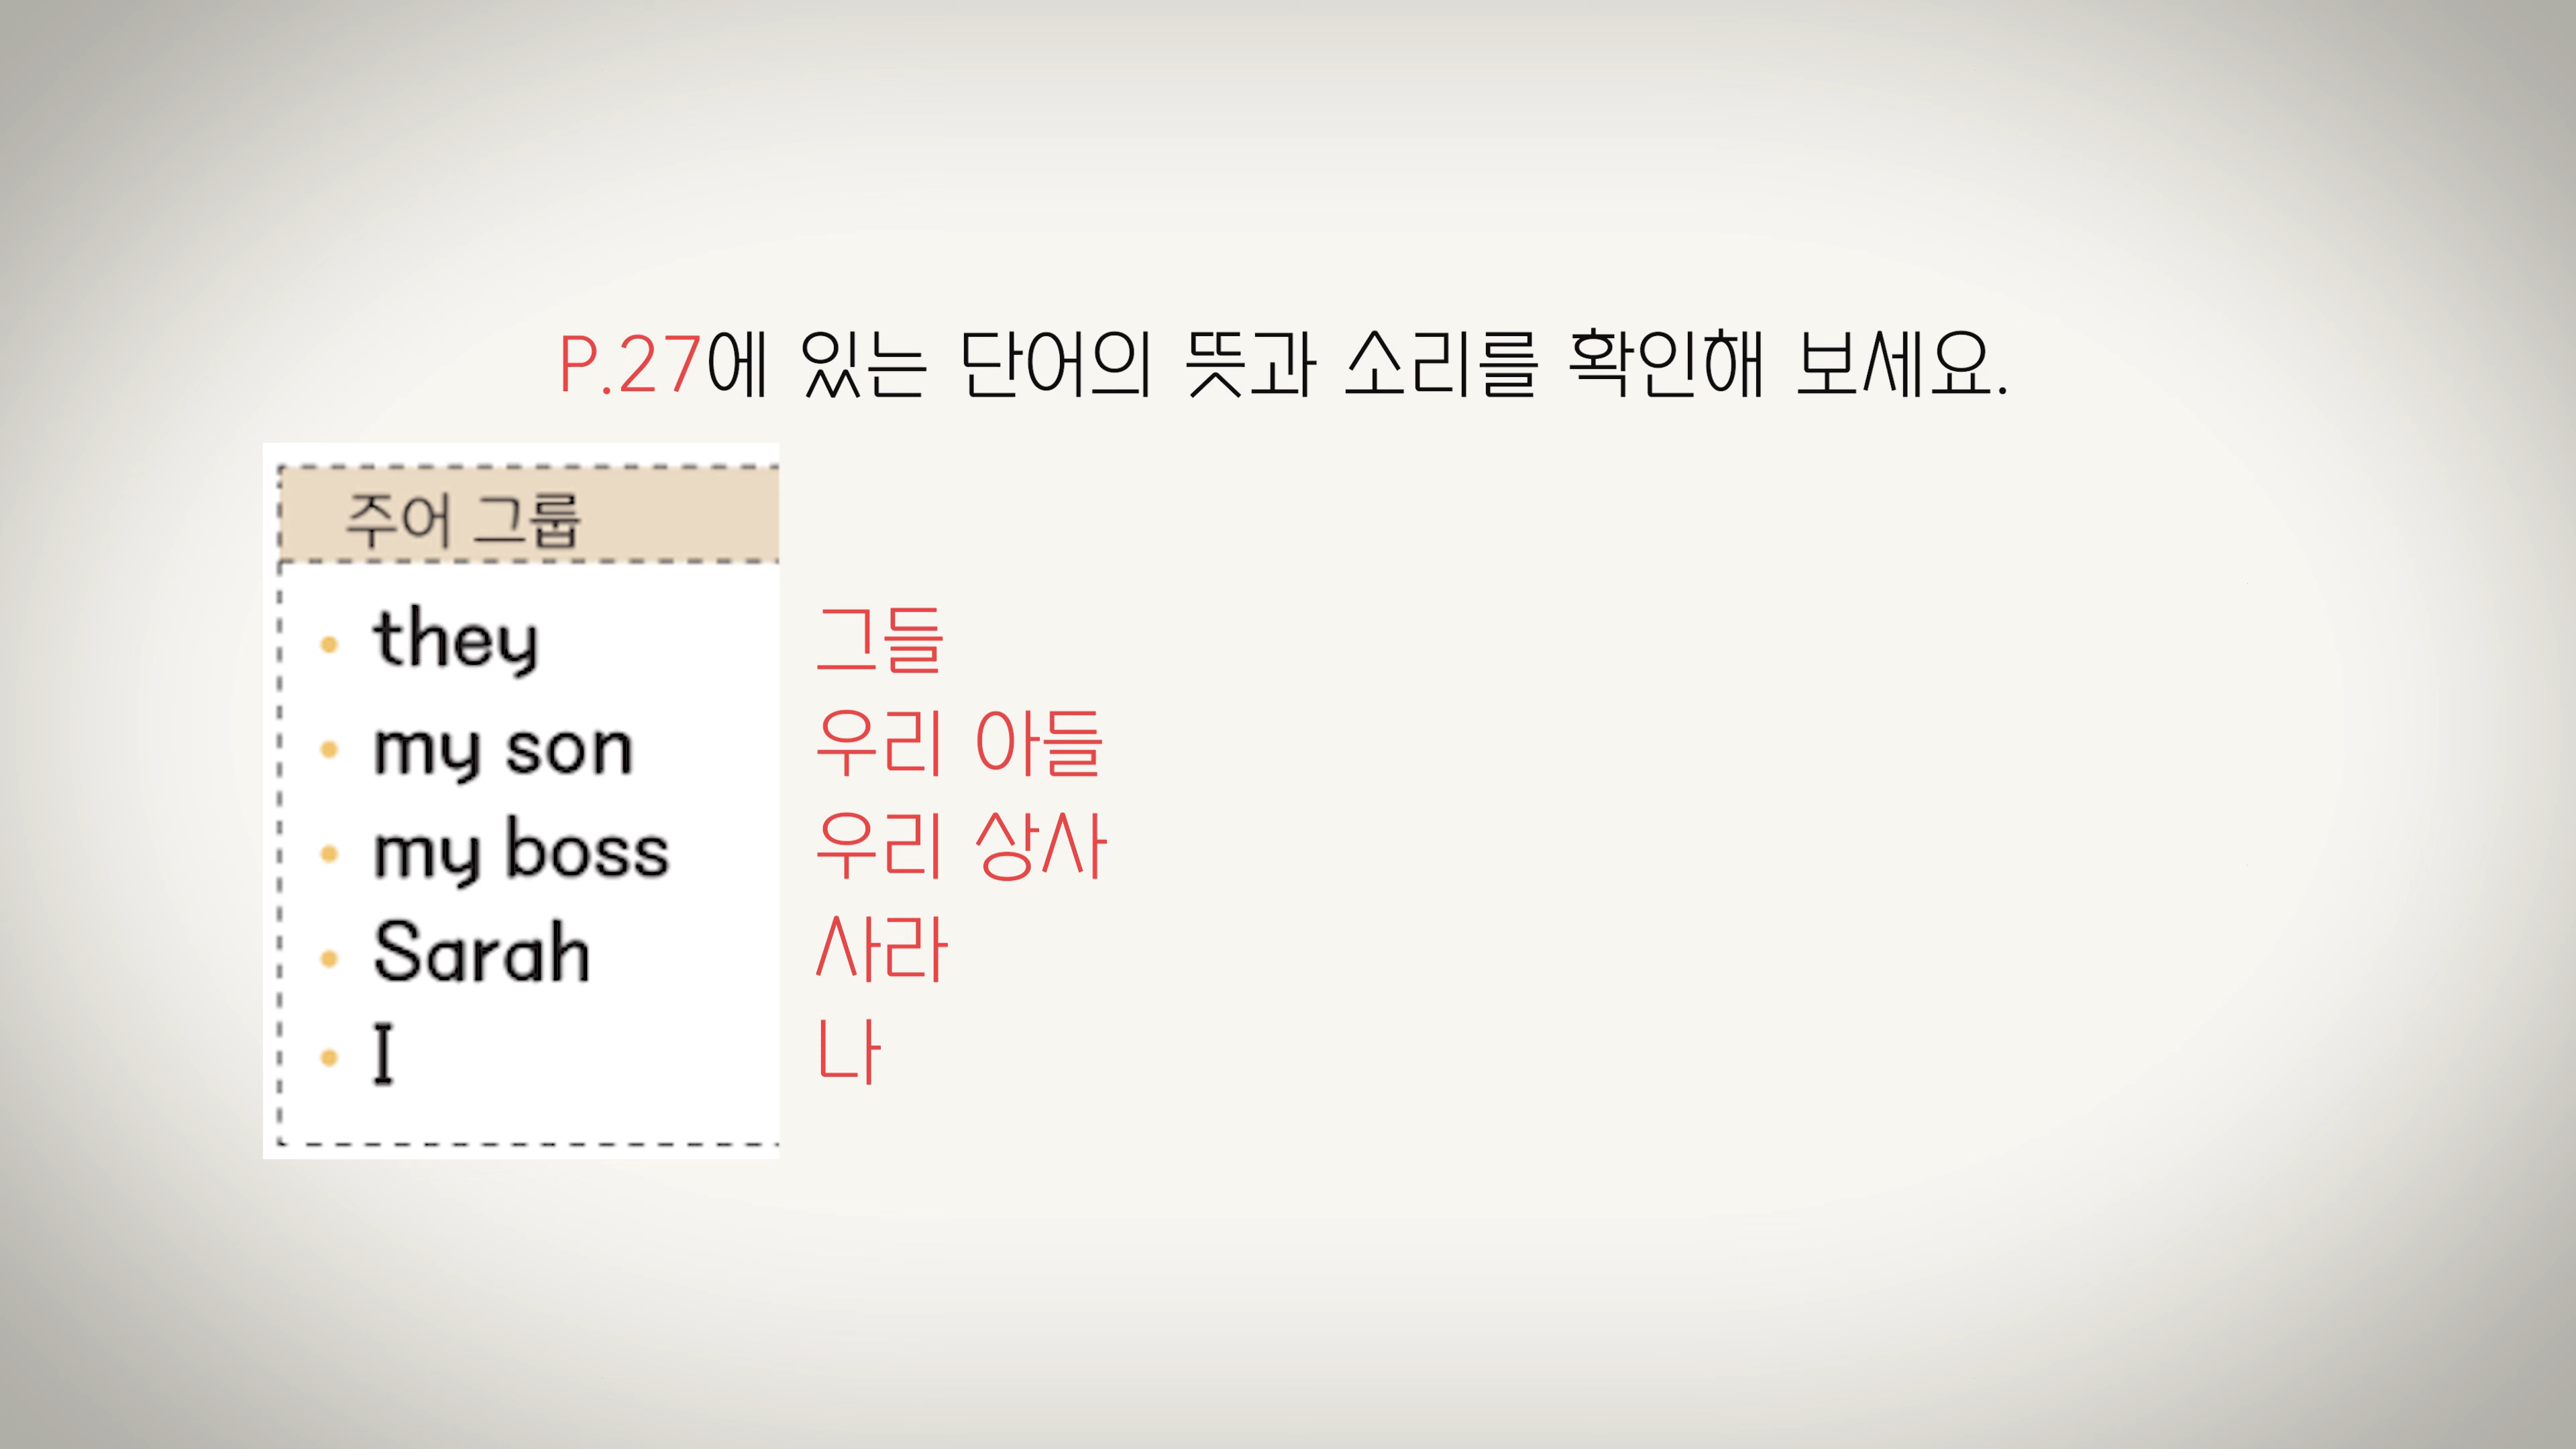 P.27에 있는 단어의 뜻과 소리를 확인해 보세요.
주어 그룹
• they 그들
• my son 우리 아들
• my boss 우리 상사
• Sarah 사라
• I 나